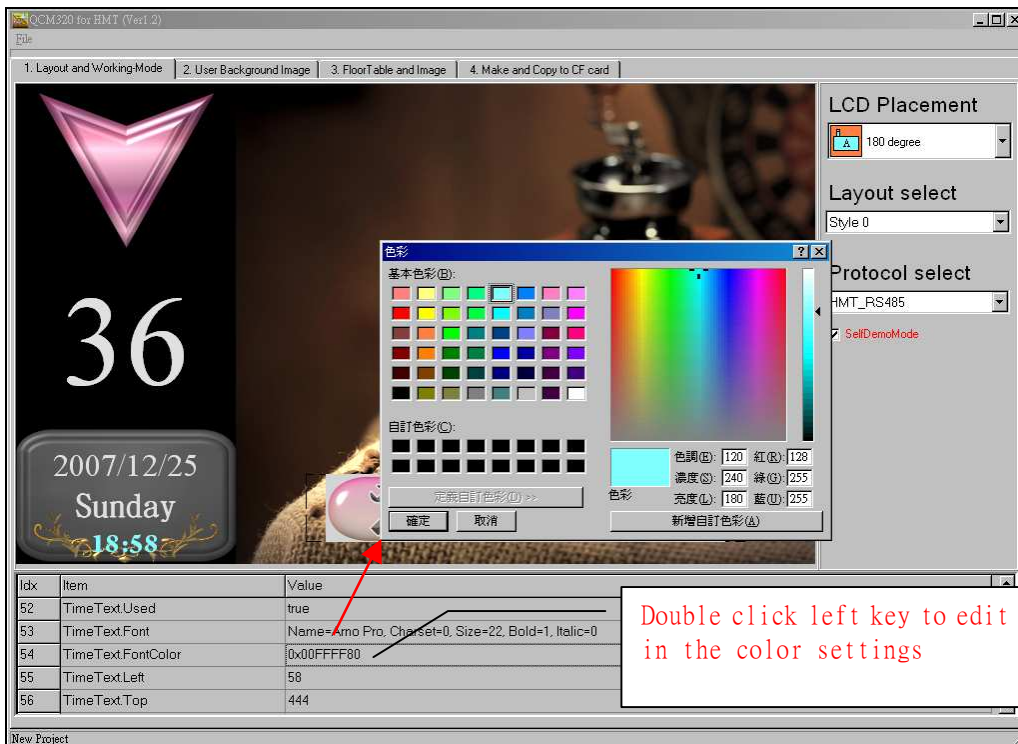 QCM320 for HMT (Ver1.2)
File
1. Layout and Working-Mode
2. User Background Image
3. FloorTable and Image
4. Make and Copy to CF card
36
2007/12/25
Sunday
18:58
LCD Placement
A
180 degree
Layout select
Style 0
Protocol select
HMT_RS485
SelfDemoMode
色彩
基本色彩(B):
自訂色彩(C):
定義自訂色彩(D) >>
確定
取消
色彩
色調(E): 120
濃度(S): 240
亮度(L): 180
紅(R): 128
綠(G): 255
藍(U): 255
新增自訂色彩(A)
Idx Item Value
52 TimeText.Used true
53 TimeText.Font Name=Arno Pro, Charset=0, Size=22, Bold=1, Italic=0
54 TimeText.FontColor 0x00FFFF80
55 TimeText.Left 58
56 TimeText.Top 444
Double click left key to edit
in the color settings
New Project